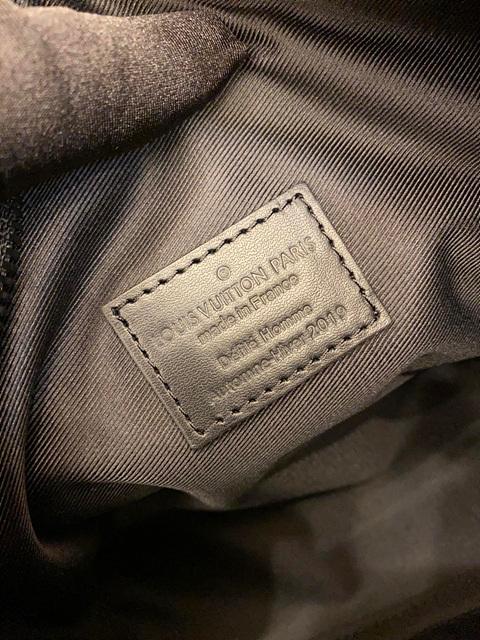 LOUIS VUITTON PARIS
made in France
Défilé Homme
Automne-Hiver 2019